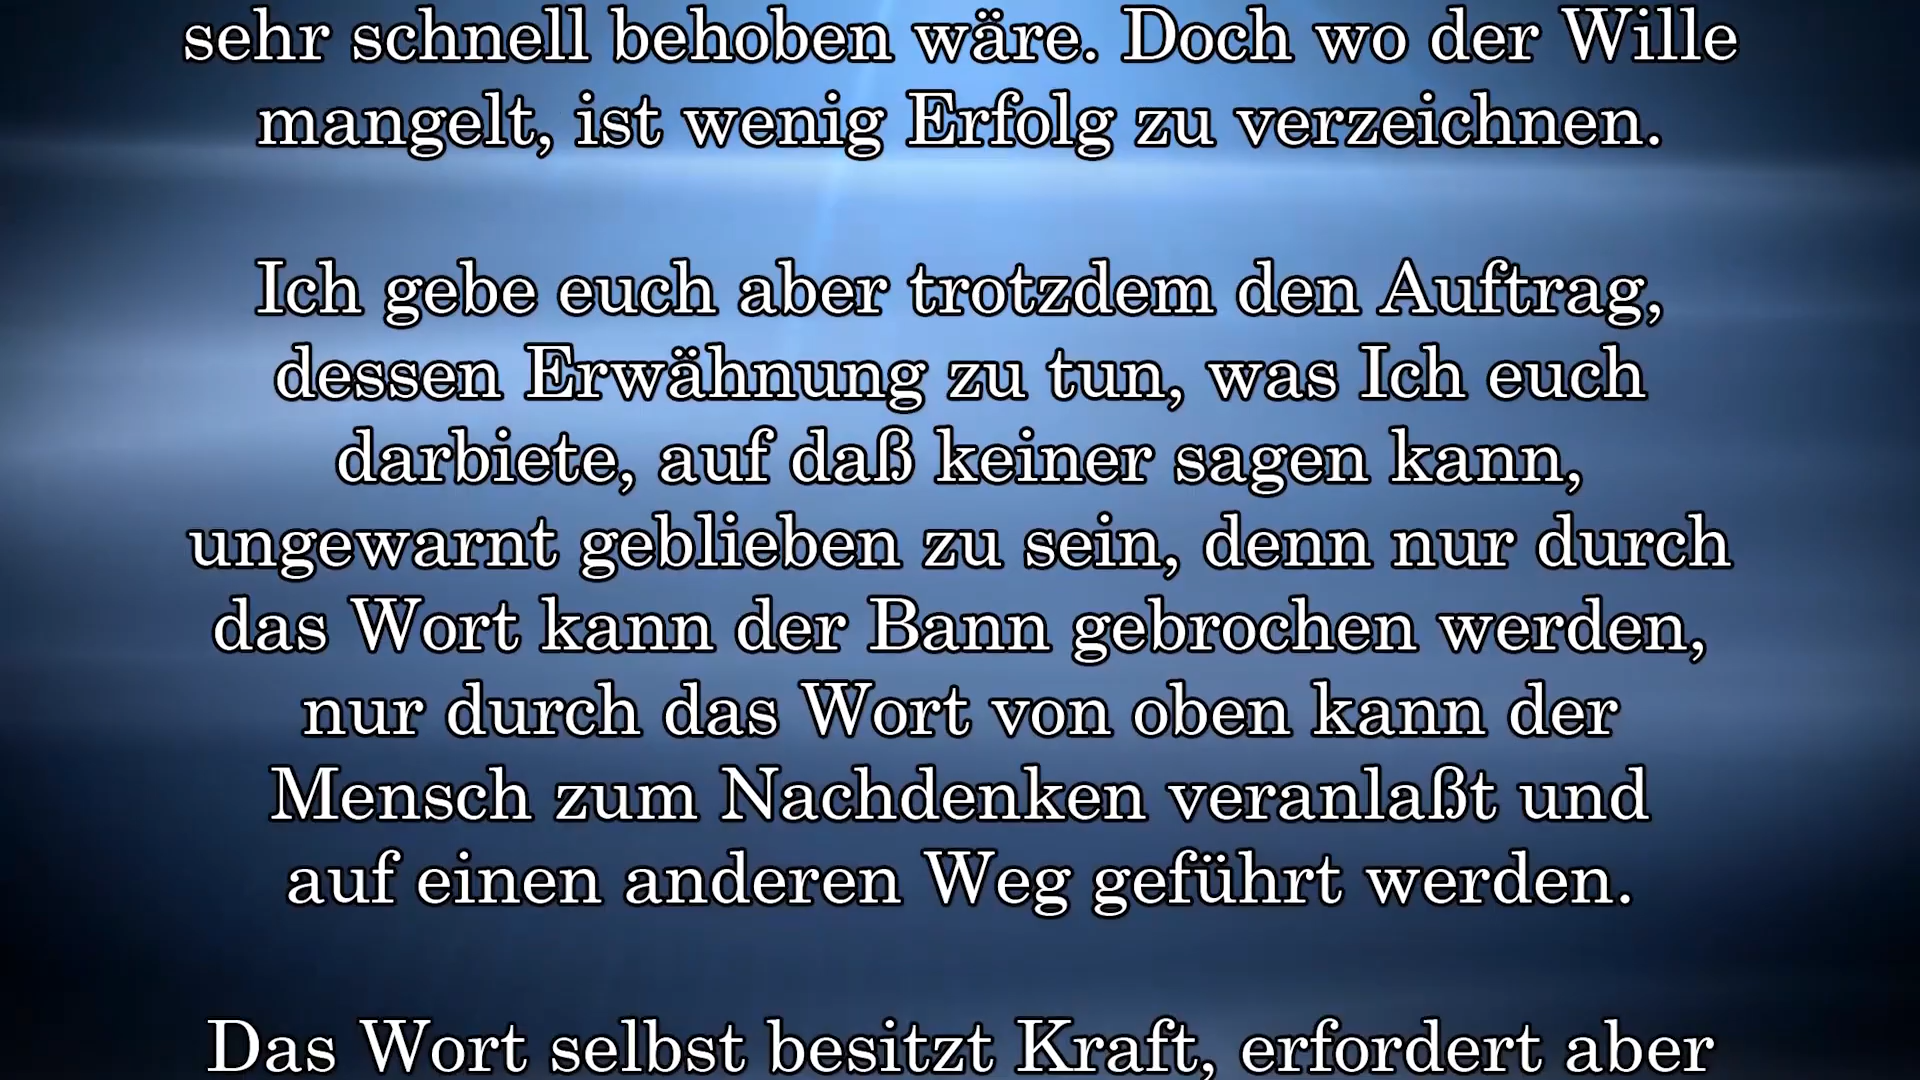 sehr schnell behoben wäre. Doch wo der Wille
mangelt, ist wenig Erfolg zu verzeichnen.
Ich gebe euch aber trotzdem den Auftrag,
dessen Erwähnung zu tun, was Ich euch
darbiete, auf daß keiner sagen kann,
ungewarnt geblieben zu sein, denn nur durch
das Wort kann der Bann gebrochen werden,
nur durch das Wort von oben kann der
Mensch zum Nachdenken veranlaßt und
auf einen anderen Weg geführt werden.
Das Wort selbst besitzt Kraft, erfordert aber